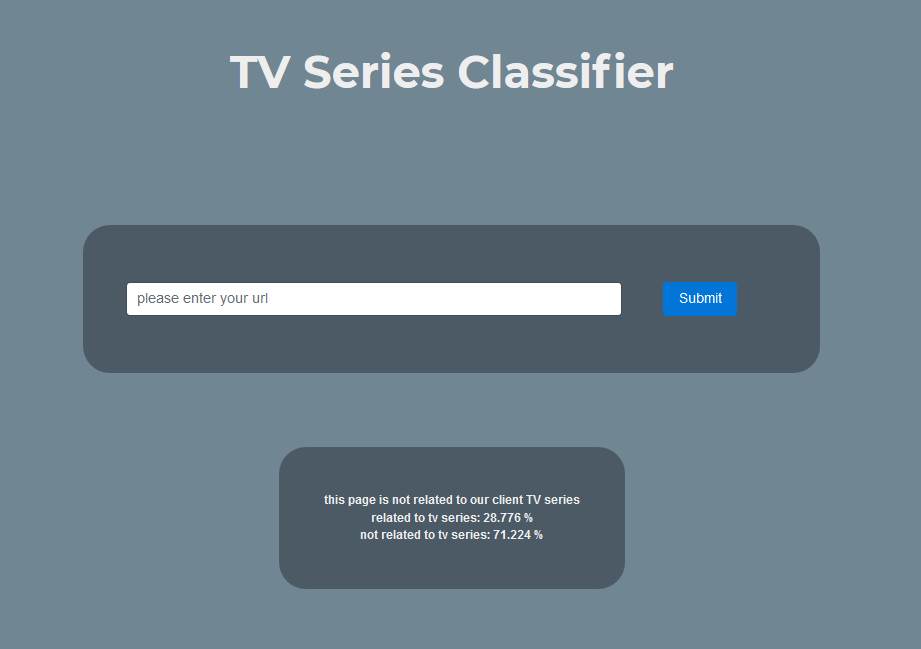 TV Series Classifier
please enter your url
Submit
this page is not related to our client TV series
related to tv series: 28.776 %
not related to tv series: 71.224 %